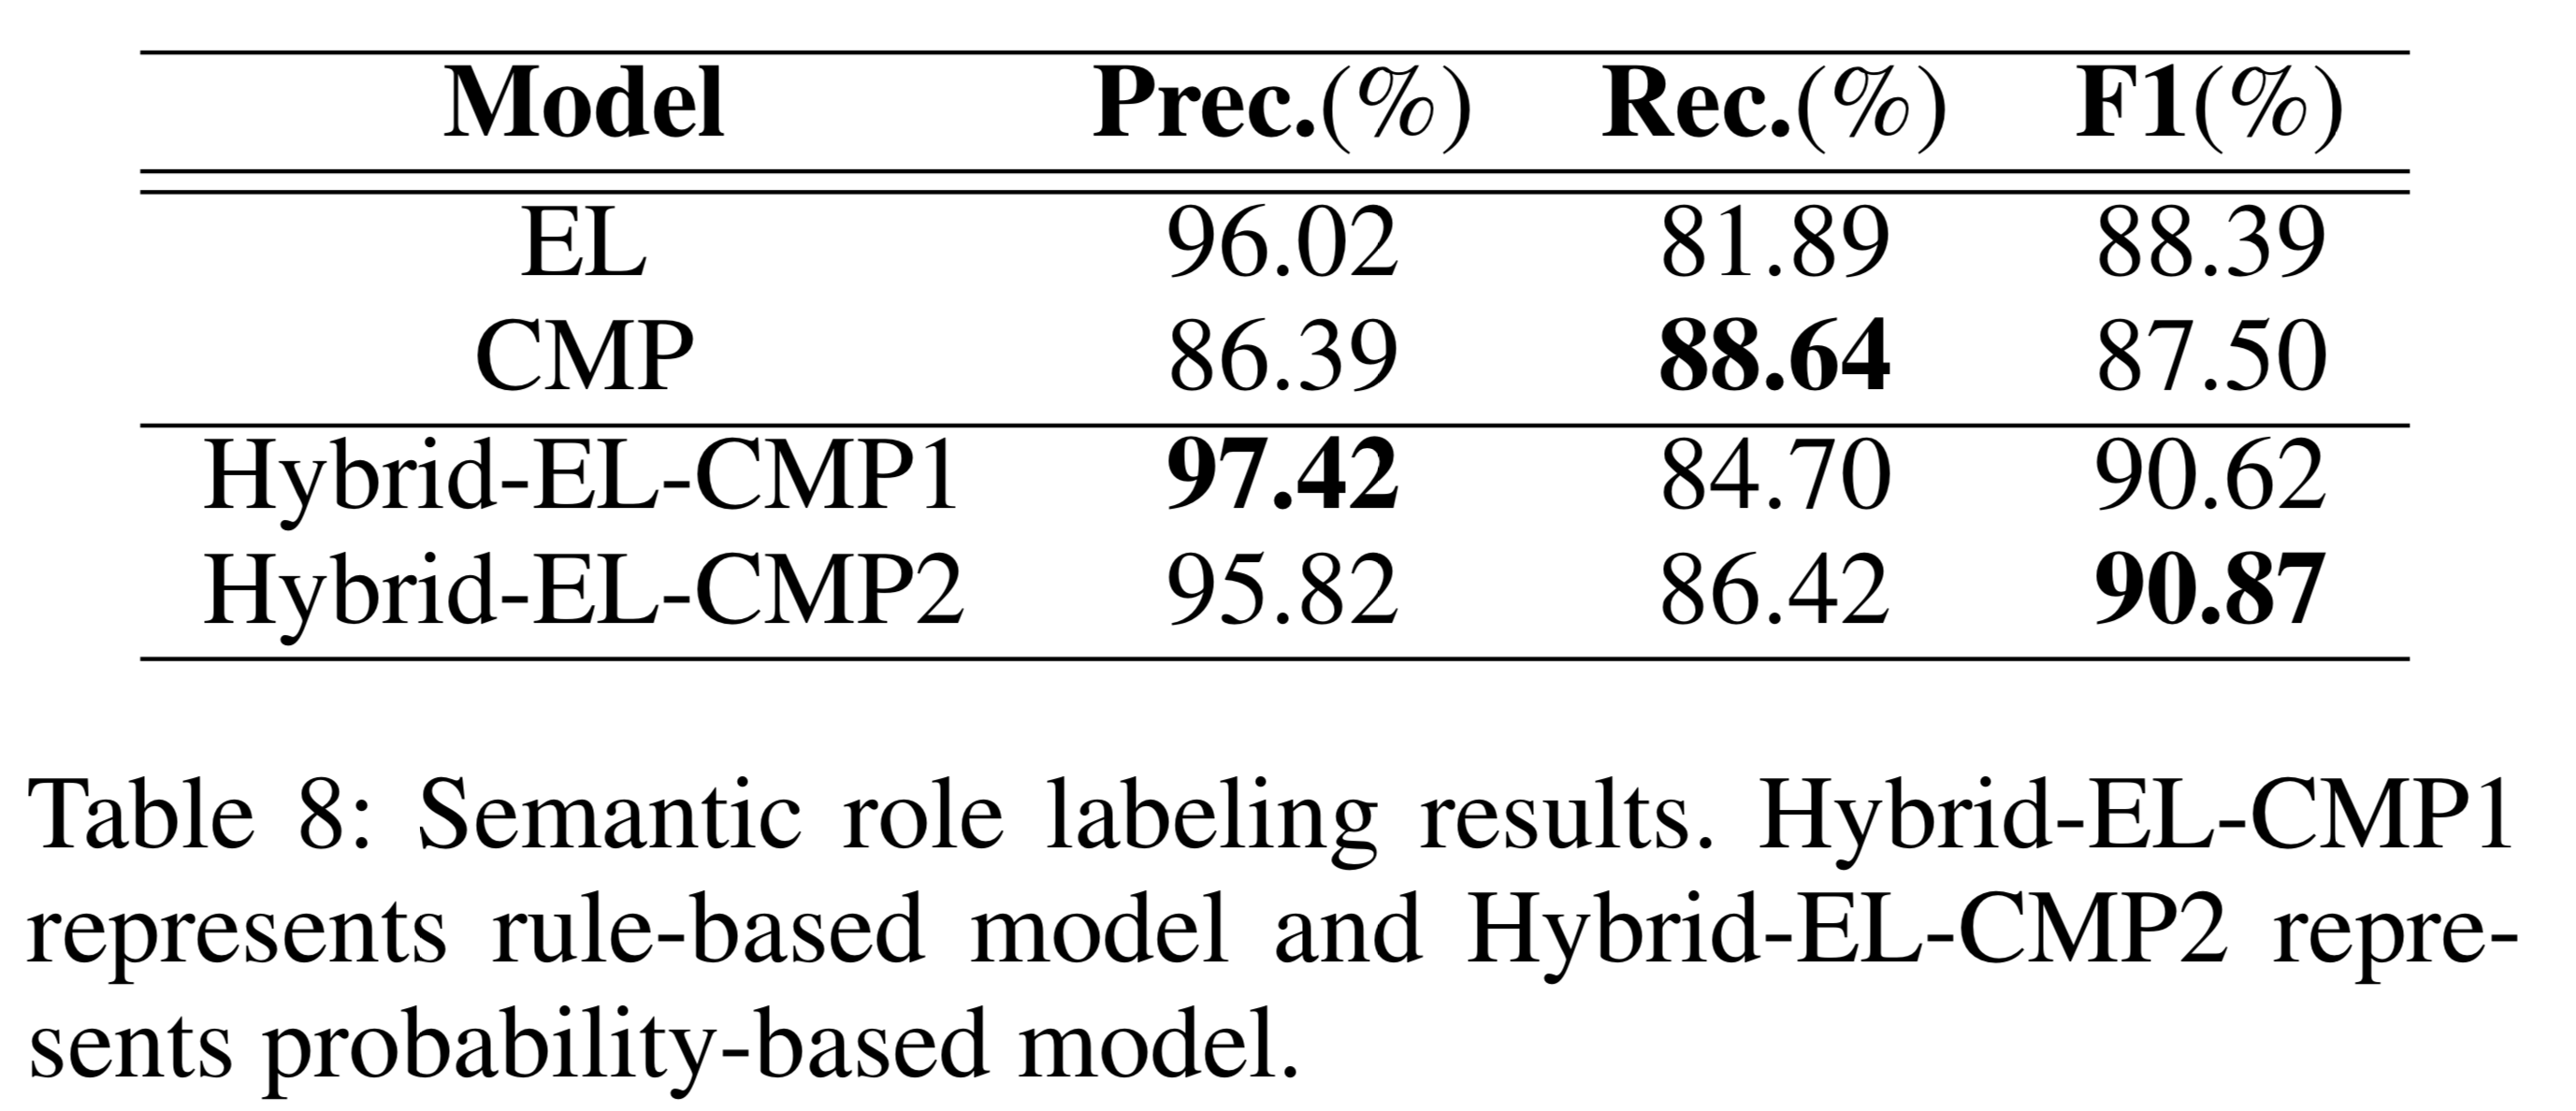 Model Prec.(%) Rec.(%) F1(%)
EL 96.02 81.89 88.39
CMP 86.39 88.64 87.50
Hybrid-EL-CMP1 97.42 84.70 90.62
Hybrid-EL-CMP2 95.82 86.42 90.87
Table 8: Semantic role labeling results. Hybrid-EL-CMP1
represents rule-based model and Hybrid-EL-CMP2 repre-
sents probability-based model.